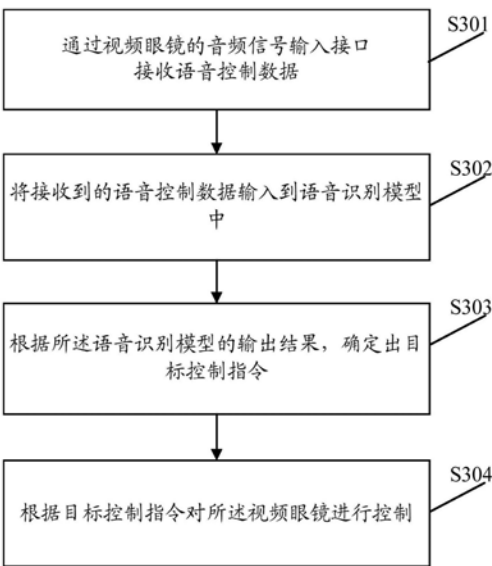 S301
通过视频眼镜的音频信号输入接口
接收语音控制数据
S302
将接收到的语音控制数据输入到语音识别模型
中
S303
根据所述语音识别模型的输出结果，确定出目
标控制指令
S304
根据目标控制指令对所述视频眼镜进行控制